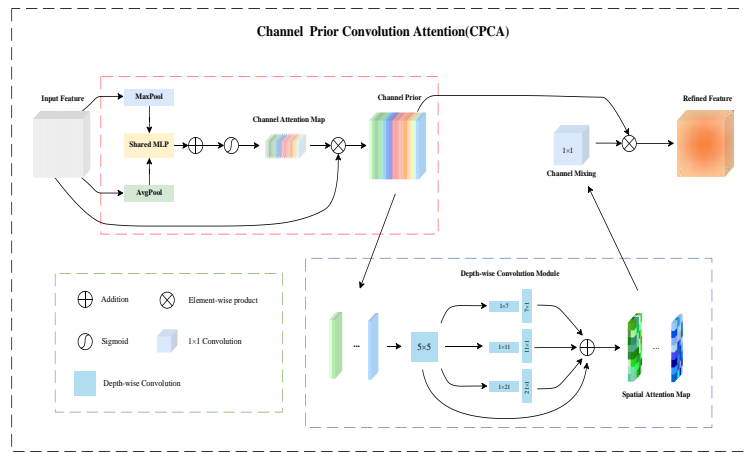 Channel Prior Convolution Attention(CPCA)
Input Feature
MaxPool
Shared MLP
AvgPool
Channel Attention Map
Channel Prior
1×1
Channel Mixing
Refined Feature
Depth-wise Convolution Module
...
5×5
1×7
7×1
1×11
11×1
1×21
21×1
...
Spatial Attention Map
Addition
Element-wise product
Sigmoid
1×1 Convolution
Depth-wise Convolution